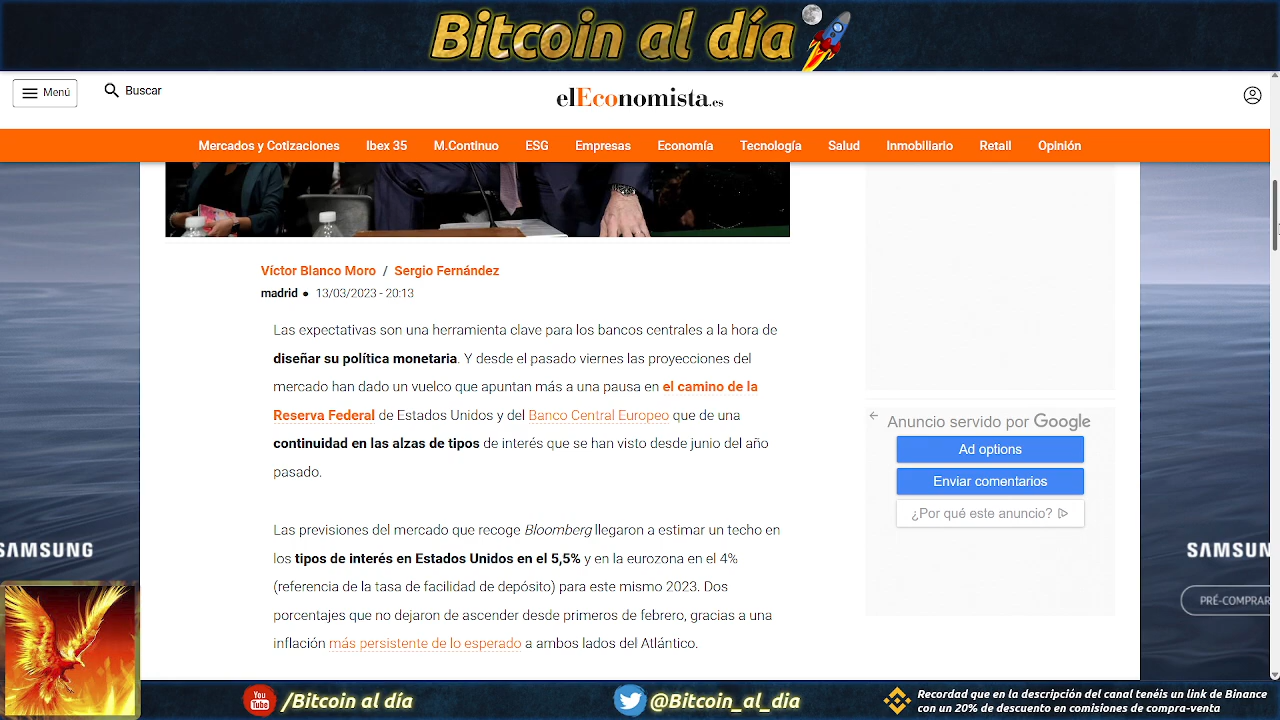 Bitcoin al día
Menú
Buscar
elEconomista.es
Mercados y Cotizaciones Ibex 35 M.Continuo ESG Empresas Economía Tecnología Salud Inmobiliario Retail Opinión
Víctor Blanco Moro / Sergio Fernández
madrid ● 13/03/2023 - 20:13
Las expectativas son una herramienta clave para los bancos centrales a la hora de
diseñar su política monetaria. Y desde el pasado viernes las proyecciones del
mercado han dado un vuelco que apuntan más a una pausa en el camino de la
Reserva Federal de Estados Unidos y del Banco Central Europeo que de una
continuidad en las alzas de tipos de interés que se han visto desde junio del año
pasado.
Las previsiones del mercado que recoge Bloomberg llegaron a estimar un techo en
los tipos de interés en Estados Unidos en el 5,5% y en la eurozona en el 4%
(referencia de la tasa de facilidad de depósito) para este mismo 2023. Dos
porcentajes que no dejaron de ascender desde primeros de febrero, gracias a una
inflación más persistente de lo esperado a ambos lados del Atlántico.
Anuncio servido por Google
Ad options
Enviar comentarios
¿Por qué este anuncio?
SAMSUNG
SAMSUN
PRÉ-COMPRAR
You Tube
/Bitcoin al día
@Bitcoin_al_dia
Recordad que en la descripción del canal tenéis un link de Binance
con un 20% de descuento en comisiones de compra-venta